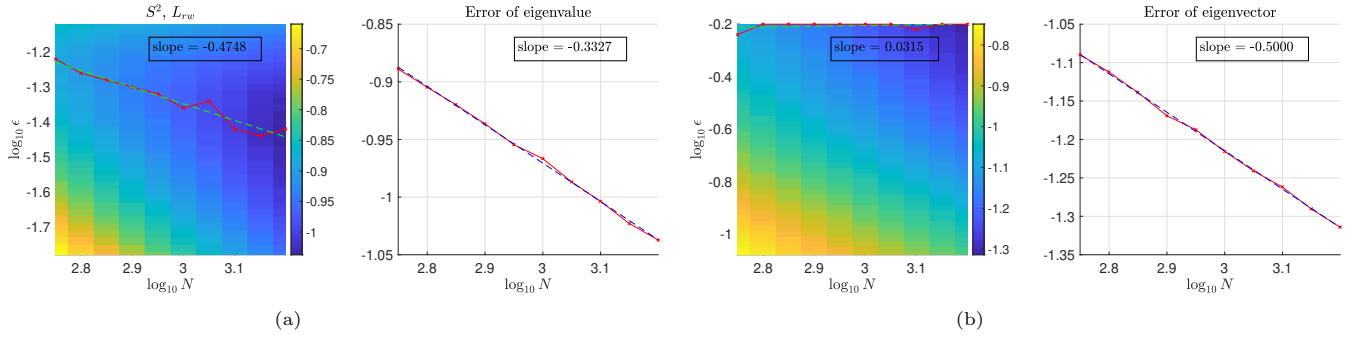 S², L_rw
slope = -0.4748
log₁₀ ϵ
-1.2
-1.3
-1.4
-1.5
-1.6
-1.7
2.8 2.9 3 3.1
log₁₀ N
-0.7
-0.75
-0.8
-0.85
-0.9
-0.95
-1
Error of eigenvalue
slope = -0.3327
-0.85
-0.9
-0.95
-1
-1.05
2.8 2.9 3 3.1
log₁₀ N
(a)
slope = 0.0315
log₁₀ ϵ
-0.2
-0.4
-0.6
-0.8
-1
2.8 2.9 3 3.1
log₁₀ N
-0.8
-0.9
-1
-1.1
-1.2
-1.3
Error of eigenvector
slope = -0.5000
-1.05
-1.1
-1.15
-1.2
-1.25
-1.3
-1.35
2.8 2.9 3 3.1
log₁₀ N
(b)